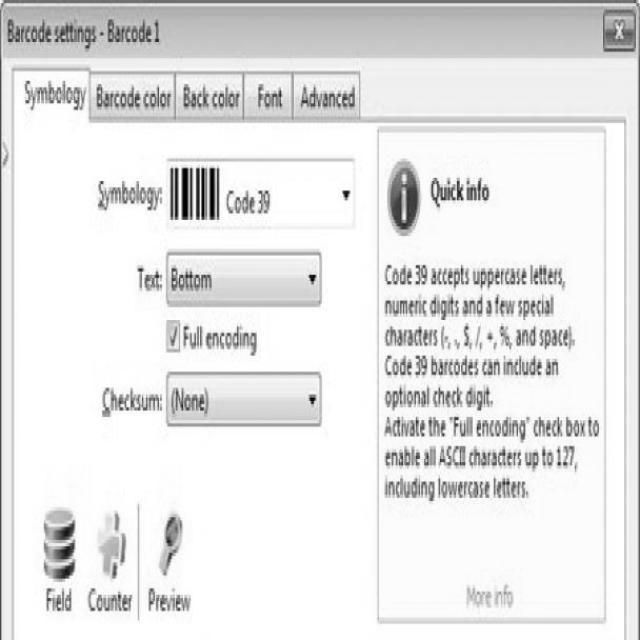 Barcode settings - Barcode 1
Symbology Barcode color Back color Font Advanced
Symbology: Code 39
Text: Bottom
Full encoding
Checksum: (None)
Quick info
Code 39 accepts uppercase letters,
numeric digits and a few special
characters (-, ., $, /, +, %, and space).
Code 39 barcodes can include an
optional check digit.
Activate the "Full encoding" check box to
enable all ASCII characters up to 127,
including lowercase letters.
More info
Field Counter Preview